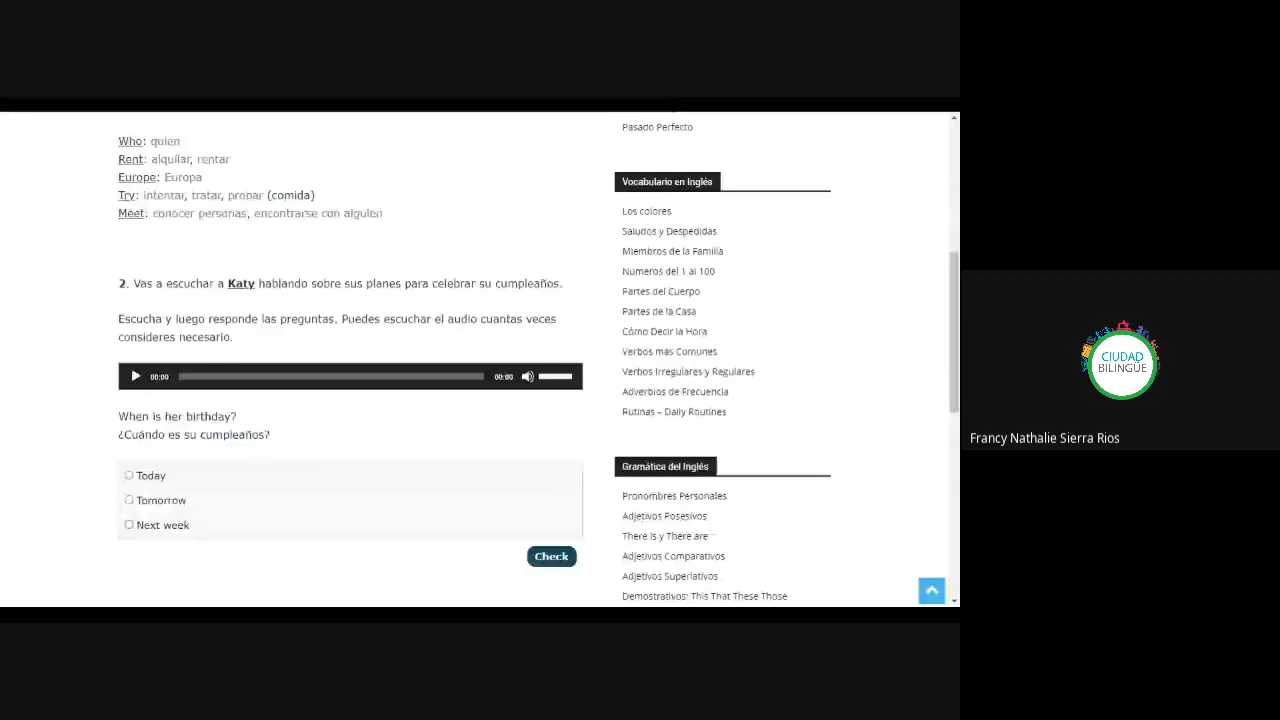 Who: quien
Rent: alquilar, rentar
Europe: Europa
Try: intentar, tratar, probar (comida)
Meet: conocer personas, encontrarse con alguien
2. Vas a escuchar a Katy hablando sobre sus planes para celebrar su cumpleaños.
Escucha y luego responde las preguntas. Puedes escuchar el audio cuantas veces
consideres necesario.
00:00 00:00
When is her birthday?
¿Cuándo es su cumpleaños?
Today
Tomorrow
Next week
Check
Pasado Perfecto
Vocabulario en Inglés
Los colores
Saludos y Despedidas
Miembros de la Familia
Números del 1 al 100
Partes del Cuerpo
Partes de la Casa
Cómo Decir la Hora
Verbos más Comunes
Verbos Irregulares y Regulares
Adverbios de Frecuencia
Rutinas – Daily Routines
Gramática del Inglés
Pronombres Personales
Adjetivos Posesivos
There is y There are
Adjetivos Comparativos
Adjetivos Superlativos
Demostrativos: This That These Those
CIUDAD
BILINGÜE
Francy Nathalie Sierra Rios